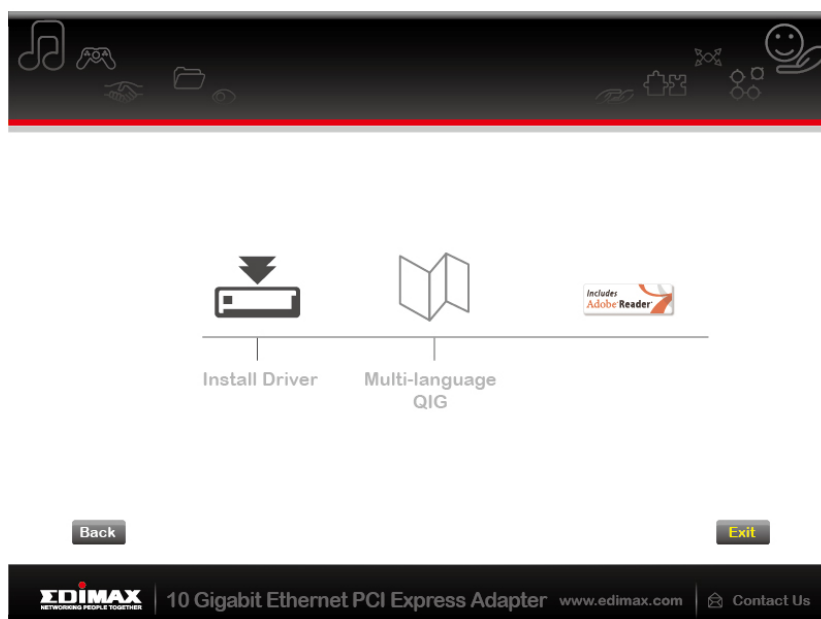 Includes
Adobe Reader
Install Driver
Multi-language
QIG
Back
Exit
EDIMAX
NETWORKING PEOPLE TOGETHER
10 Gigabit Ethernet PCI Express Adapter
www.edimax.com
Contact Us